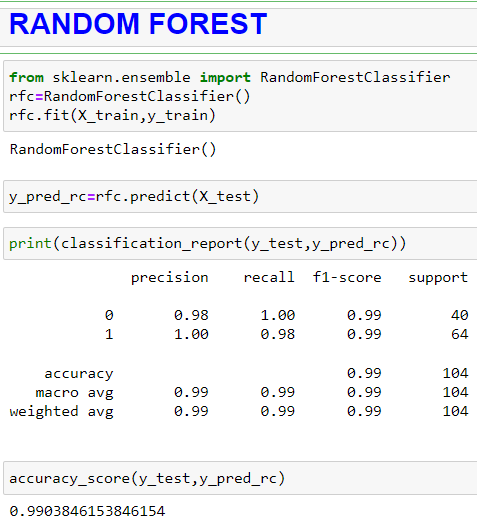 RANDOM FOREST
from sklearn.ensemble import RandomForestClassifier
rfc=RandomForestClassifier()
rfc.fit(X_train,y_train)
RandomForestClassifier()
y_pred_rc=rfc.predict(X_test)
print(classification_report(y_test,y_pred_rc))
precision recall f1-score support
0 0.98 1.00 0.99 40
1 1.00 0.98 0.99 64
accuracy 0.99 104
macro avg 0.99 0.99 0.99 104
weighted avg 0.99 0.99 0.99 104
accuracy_score(y_test,y_pred_rc)
0.9903846153846154